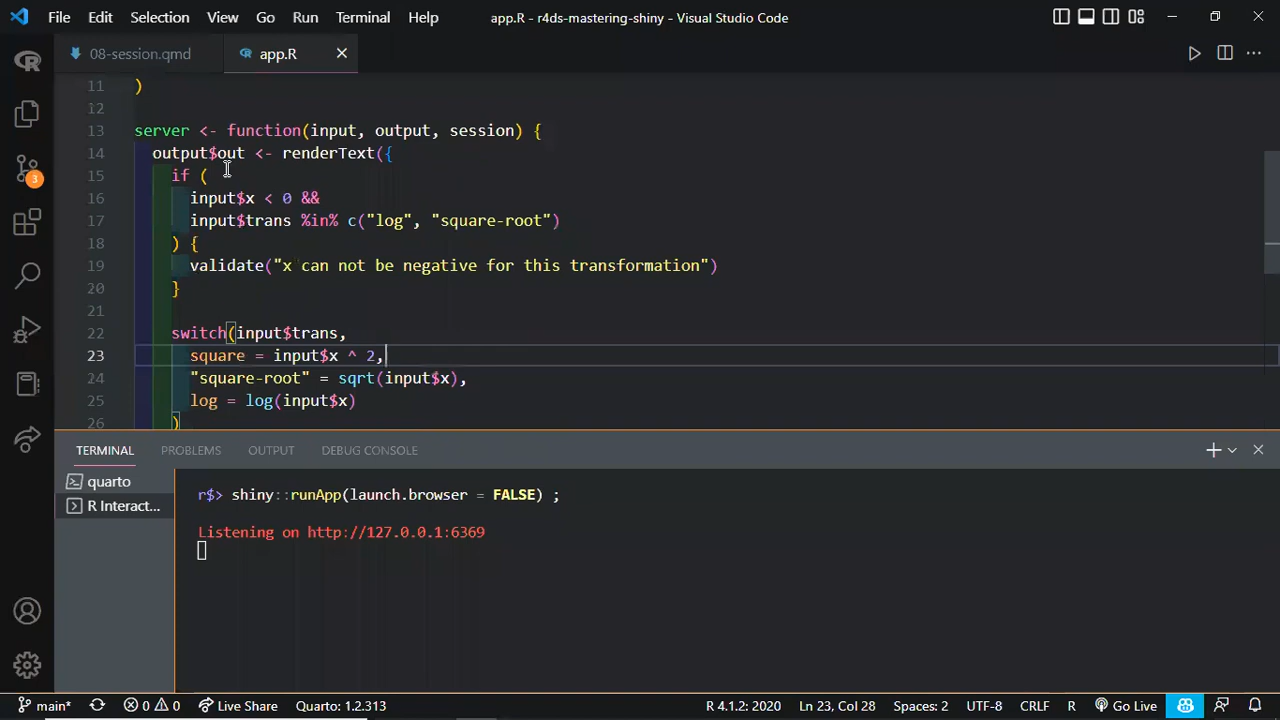 File Edit Selection View Go Run Terminal Help app.R - r4ds-mastering-shiny - Visual Studio Code
08-session.qmd app.R
11 )
12
13 server <- function(input, output, session) {
14 output$out <- renderText({
15 if (
16 input$x < 0 &&
17 input$trans %in% c("log", "square-root")
18 ) {
19 validate("x can not be negative for this transformation")
20 }
21
22 switch(input$trans,
23 square = input$x ^ 2,
24 "square-root" = sqrt(input$x),
25 log = log(input$x)
26 )
3
TERMINAL PROBLEMS OUTPUT DEBUG CONSOLE
quarto
R Interact...
r$> shiny::runApp(launch.browser = FALSE) ;
Listening on http://127.0.0.1:6369
main* 0 0 Live Share Quarto: 1.2.313 R 4.1.2: 2020 Ln 23, Col 28 Spaces: 2 UTF-8 CRLF R Go Live